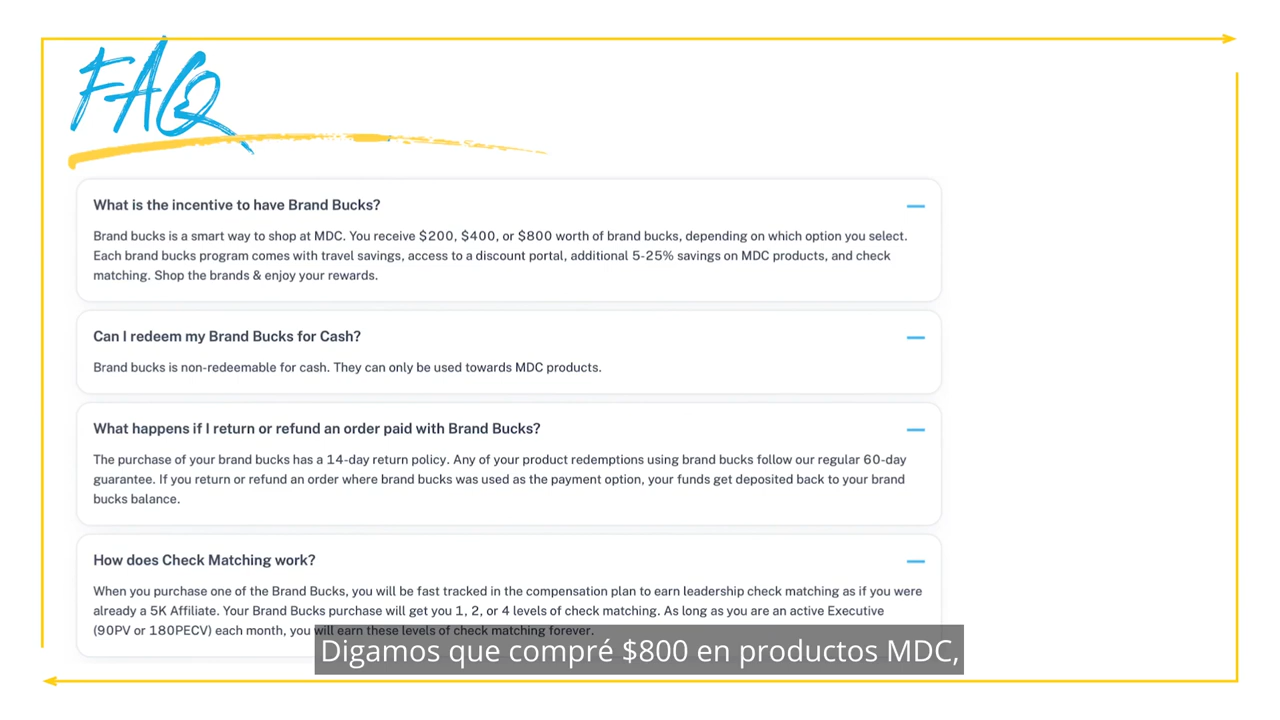 FAQ
What is the incentive to have Brand Bucks?
Brand bucks is a smart way to shop at MDC. You receive $200, $400, or $800 worth of brand bucks, depending on which option you select.
Each brand bucks program comes with travel savings, access to a discount portal, additional 5-25% savings on MDC products, and check
matching. Shop the brands & enjoy your rewards.
Can I redeem my Brand Bucks for Cash?
Brand bucks is non-redeemable for cash. They can only be used towards MDC products.
What happens if I return or refund an order paid with Brand Bucks?
The purchase of your brand bucks has a 14-day return policy. Any of your product redemptions using brand bucks follow our regular 60-day
guarantee. If you return or refund an order where brand bucks was used as the payment option, your funds get deposited back to your brand
bucks balance.
How does Check Matching work?
When you purchase one of the Brand Bucks, you will be fast tracked in the compensation plan to earn leadership check matching as if you were
already a 5K Affiliate. Your Brand Bucks purchase will get you 1, 2, or 4 levels of check matching. As long as you are an active Executive
(90PV or 180PECV) each month, you will earn these levels of check matching forever.
Digamos que compré $800 en productos MDC,